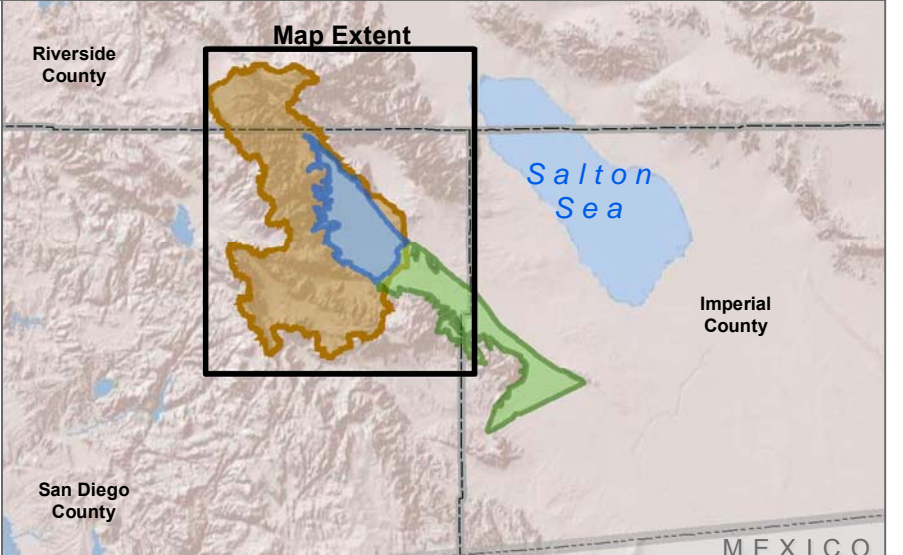 Map Extent
Riverside
County
Salton
Sea
Imperial
County
San Diego
County
MEXICO